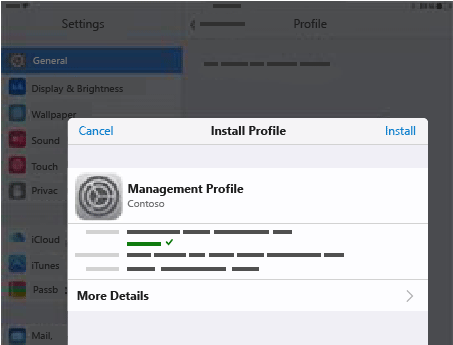 Settings
Profile
General
Display & Brightness
Wallpaper
Sound
Touch
Privac
iCloud
iTunes
Passb
Mail,
Cancel
Install Profile
Install
Management Profile
Contoso
More Details